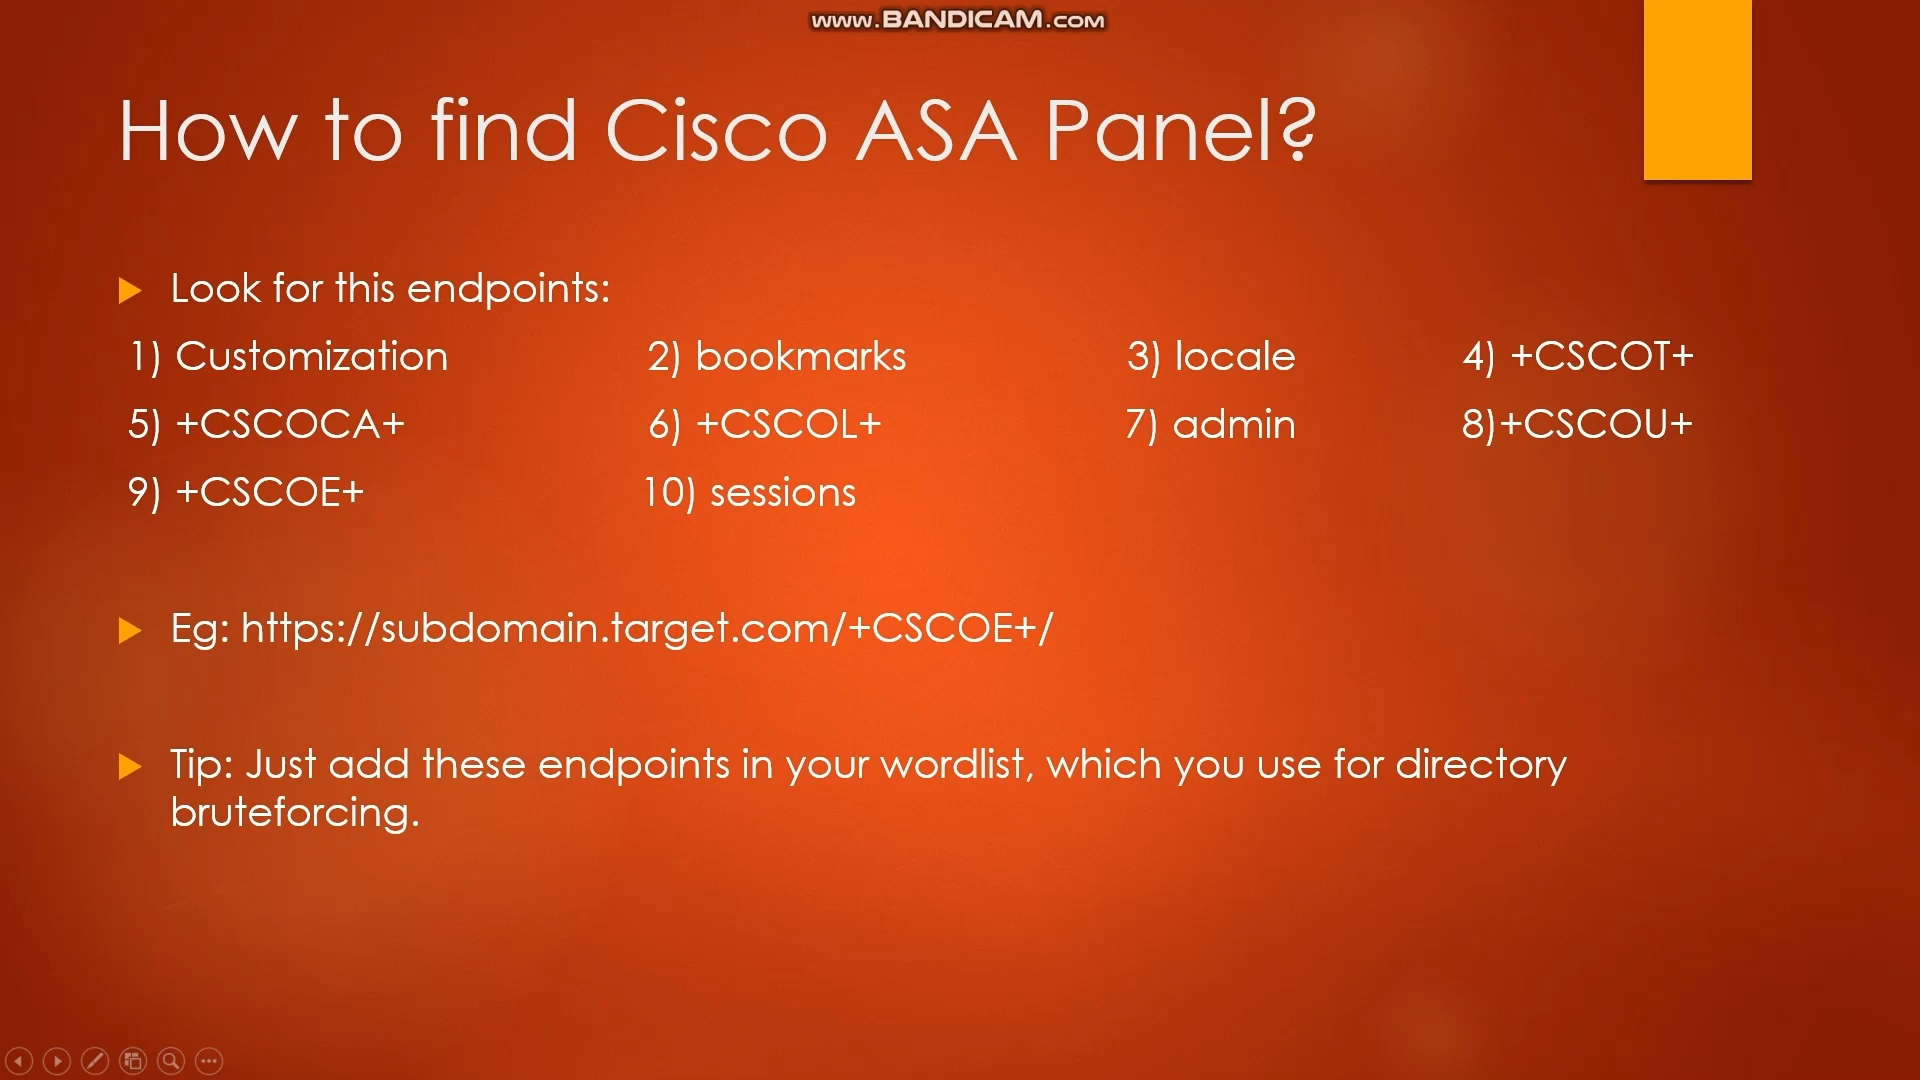 www.BANDICAM.com
How to find Cisco ASA Panel?
Look for this endpoints:
1) Customization 2) bookmarks 3) locale 4) +CSCOT+
5) +CSCOCA+ 6) +CSCOL+ 7) admin 8)+CSCOU+
9) +CSCOE+ 10) sessions
Eg: https://subdomain.target.com/+CSCOE+/
Tip: Just add these endpoints in your wordlist, which you use for directory
bruteforcing.